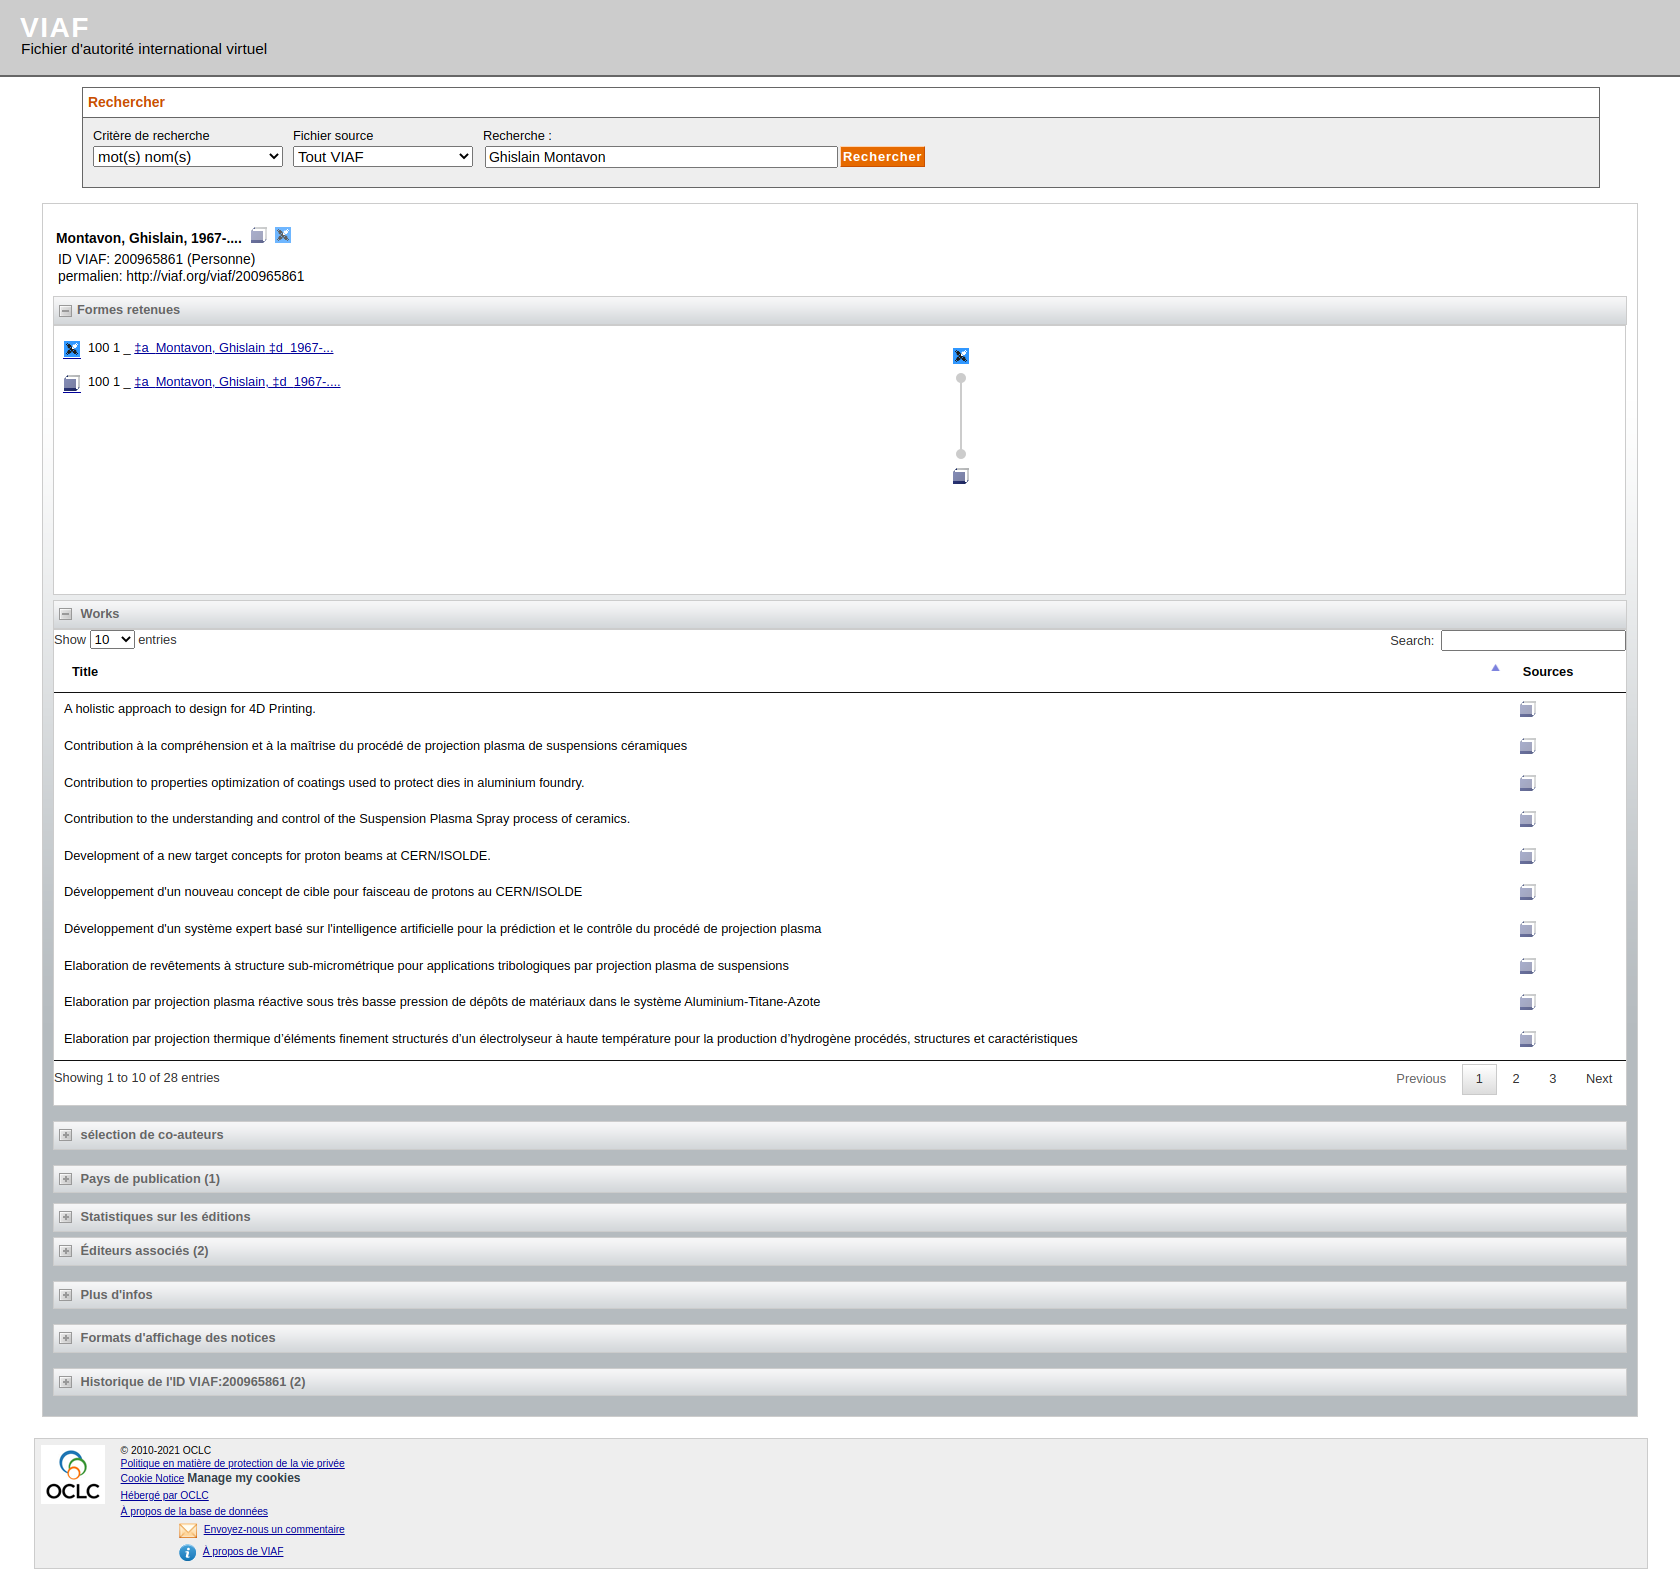 VIAF
Fichier d'autorité international virtuel
Rechercher
Critère de recherche Fichier source Recherche :
mot(s) nom(s) Tout VIAF Ghislain Montavon Rechercher
Montavon, Ghislain, 1967-....
ID VIAF: 200965861 (Personne)
permalien: http://viaf.org/viaf/200965861
Formes retenues
100 1 _ ‡a Montavon, Ghislain ‡d 1967-...
100 1 _ ‡a Montavon, Ghislain, ‡d 1967-....
Works
Show 10 entries Search:
Title Sources
A holistic approach to design for 4D Printing.
Contribution à la compréhension et à la maîtrise du procédé de projection plasma de suspensions céramiques
Contribution to properties optimization of coatings used to protect dies in aluminium foundry.
Contribution to the understanding and control of the Suspension Plasma Spray process of ceramics.
Development of a new target concepts for proton beams at CERN/ISOLDE.
Développement d'un nouveau concept de cible pour faisceau de protons au CERN/ISOLDE
Développement d'un système expert basé sur l'intelligence artificielle pour la prédiction et le contrôle du procédé de projection plasma
Elaboration de revêtements à structure sub-micrométrique pour applications tribologiques par projection plasma de suspensions
Elaboration par projection plasma réactive sous très basse pression de dépôts de matériaux dans le système Aluminium-Titane-Azote
Elaboration par projection thermique d’éléments finement structurés d’un électrolyseur à haute température pour la production d’hydrogène procédés, structures et caractéristiques
Showing 1 to 10 of 28 entries Previous 1 2 3 Next
sélection de co-auteurs
Pays de publication (1)
Statistiques sur les éditions
Éditeurs associés (2)
Plus d'infos
Formats d'affichage des notices
Historique de l'ID VIAF:200965861 (2)
OCLC
© 2010-2021 OCLC
Politique en matière de protection de la vie privée
Cookie Notice Manage my cookies
Hébergé par OCLC
À propos de la base de données
Envoyez-nous un commentaire
À propos de VIAF